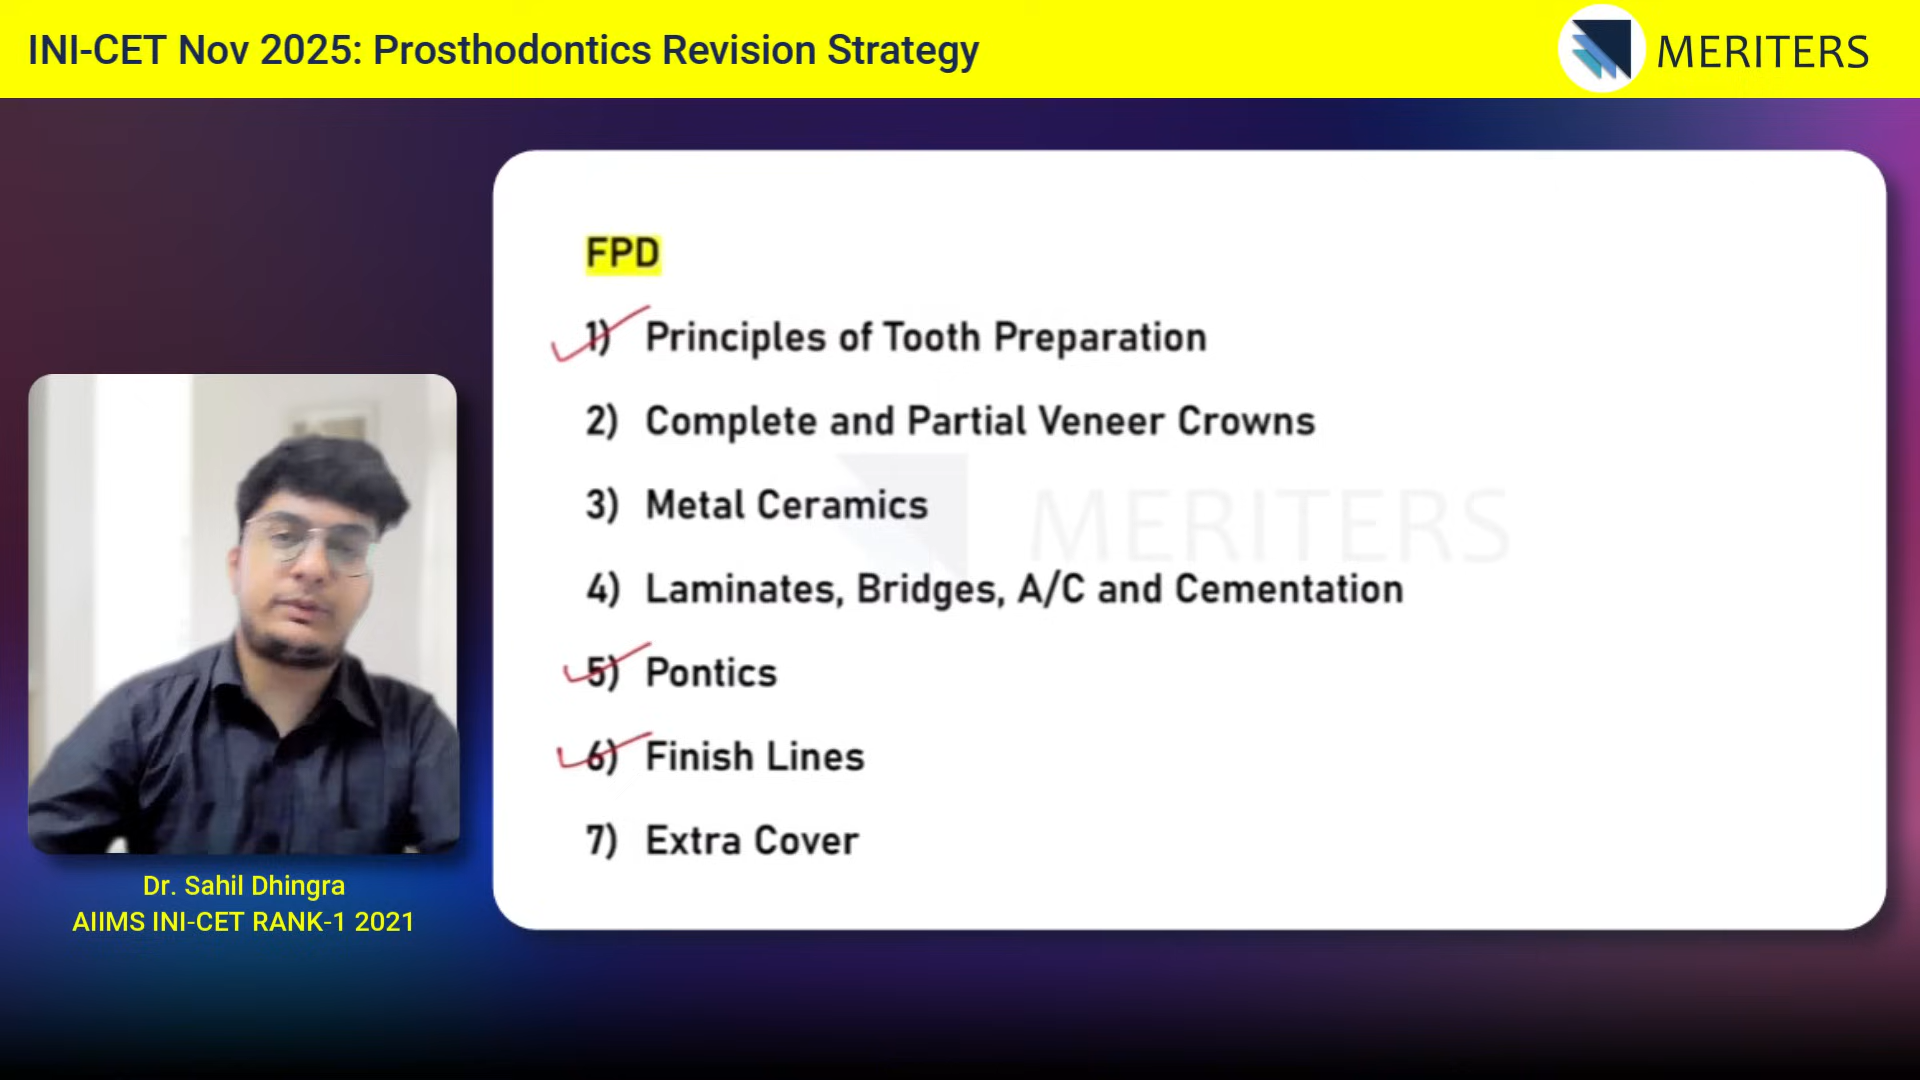 INI-CET Nov 2025: Prosthodontics Revision Strategy
MERITERS
FPD
1) Principles of Tooth Preparation
2) Complete and Partial Veneer Crowns
3) Metal Ceramics
MERITERS
4) Laminates, Bridges, A/C and Cementation
5) Pontics
6) Finish Lines
7) Extra Cover
Dr. Sahil Dhingra
AIIMS INI-CET RANK-1 2021